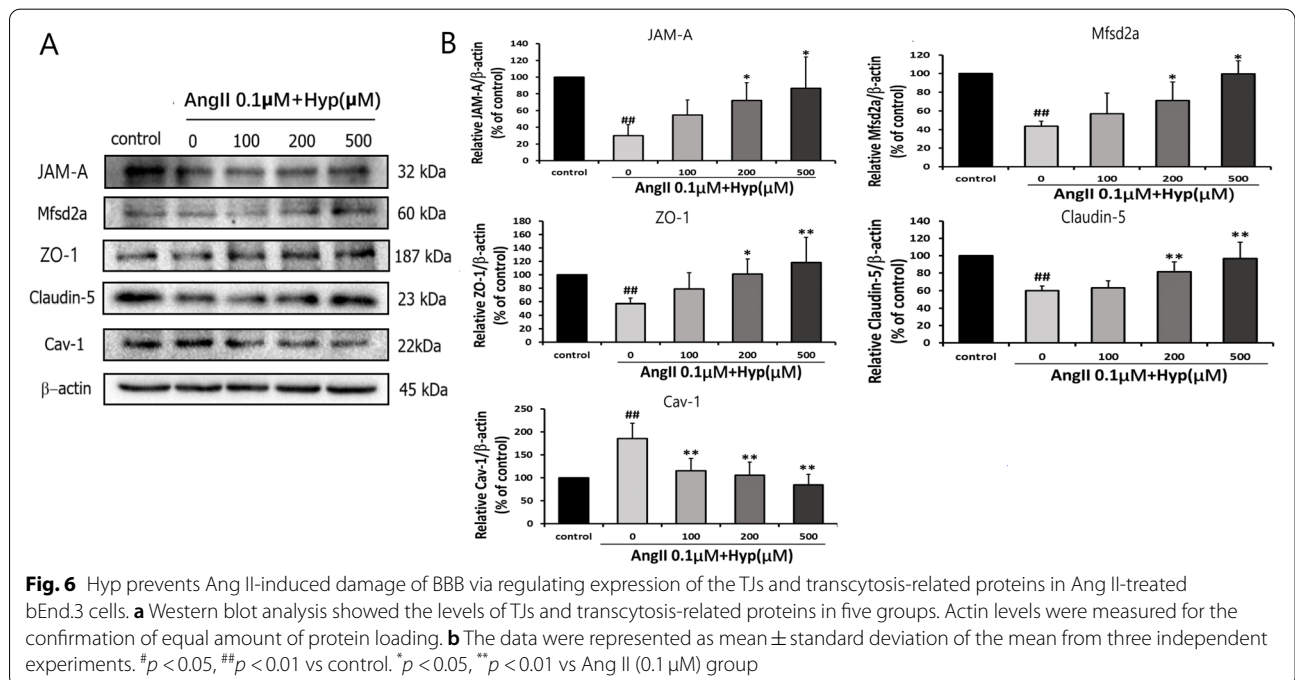 A
AngII 0.1μM+Hyp(μM)
control 0 100 200 500
JAM-A 32 kDa
Mfsd2a 60 kDa
ZO-1 187 kDa
Claudin-5 23 kDa
Cav-1 22kDa
β-actin 45 kDa
B
JAM-A
Relative JAM-A/β-actin
(% of control)
140
120
100
80
60
40
20
0
##
*
*
control 0 100 200 500
AngII 0.1μM+Hyp(μM)
Mfsd2a
Relative Mfsd2a/β-actin
(% of control)
120
100
80
60
40
20
0
##
*
*
control 0 100 200 500
AngII 0.1μM+Hyp(μM)
ZO-1
Relative ZO-1/β-actin
(% of control)
180
160
140
120
100
80
60
40
20
0
##
*
**
control 0 100 200 500
AngII 0.1μM+Hyp(μM)
Claudin-5
Relative Claudin-5/β-actin
(% of control)
140
120
100
80
60
40
20
0
##
**
**
control 0 100 200 500
AngII 0.1μM+Hyp(μM)
Cav-1
Relative Cav-1/β-actin
(% of control)
250
200
150
100
50
0
##
**
**
**
control 0 100 200 500
AngII 0.1μM+Hyp(μM)
Fig. 6 Hyp prevents Ang II-induced damage of BBB via regulating expression of the TJs and transcytosis-related proteins in Ang II-treated
bEnd.3 cells. a Western blot analysis showed the levels of TJs and transcytosis-related proteins in five groups. Actin levels were measured for the
confirmation of equal amount of protein loading. b The data were represented as mean ± standard deviation of the mean from three independent
experiments. #p < 0.05, ##p < 0.01 vs control. *p < 0.05, **p < 0.01 vs Ang II (0.1 μM) group